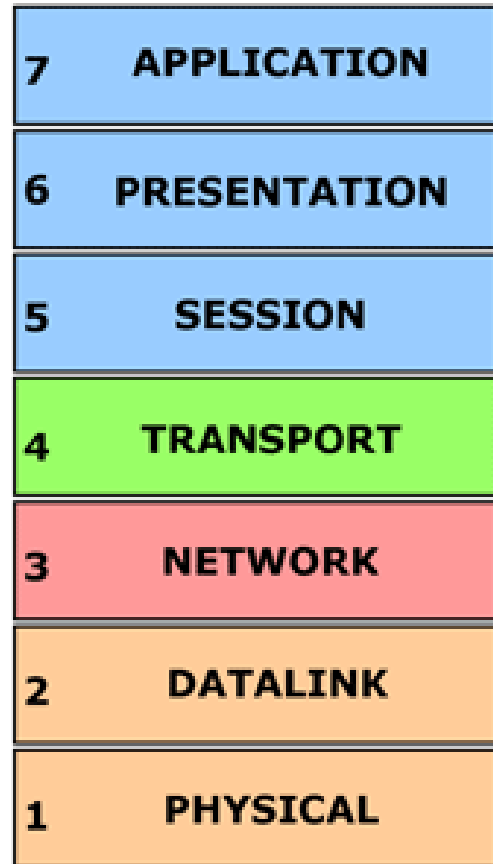 7 APPLICATION
6 PRESENTATION
5 SESSION
4 TRANSPORT
3 NETWORK
2 DATALINK
1 PHYSICAL